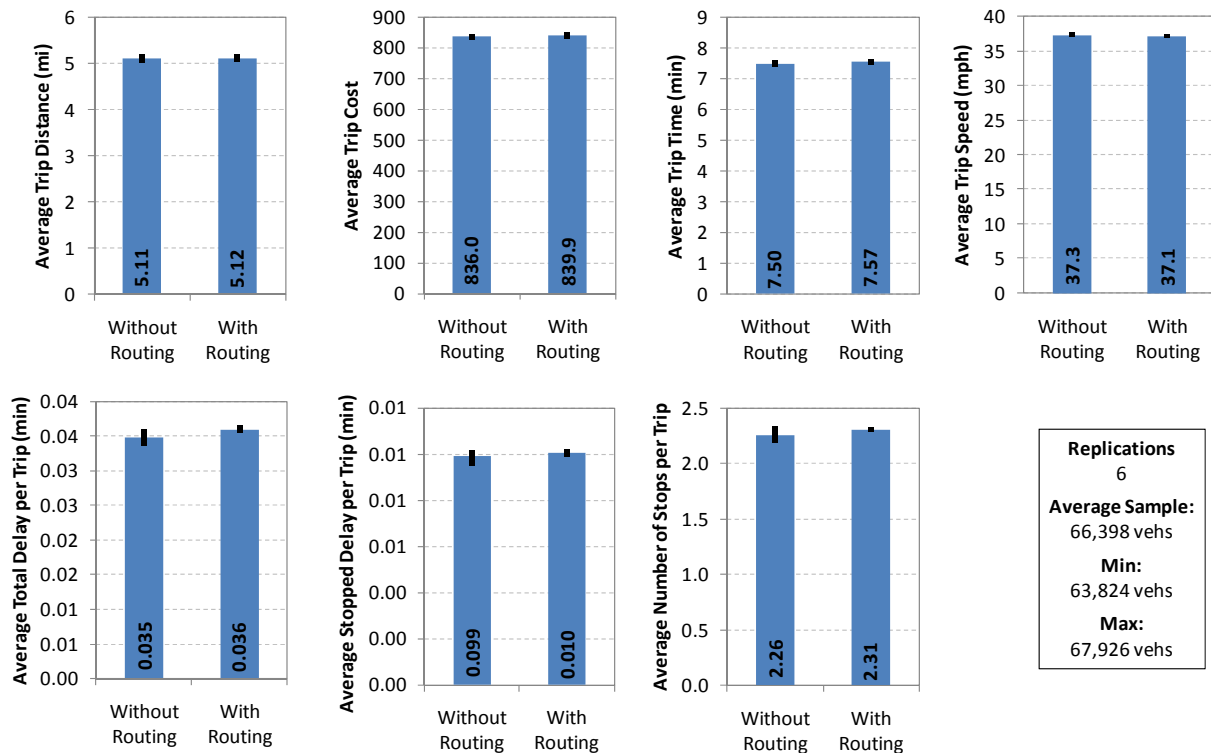 Average Trip Distance (mi)
6
5
4
3
2
1
0
5.11
5.12
Without
Routing
With
Routing
Average Trip Cost
900
800
700
600
500
400
300
200
100
0
836.0
839.9
Without
Routing
With
Routing
Average Trip Time (min)
9
8
7
6
5
4
3
2
1
0
7.50
7.57
Without
Routing
With
Routing
Average Trip Speed (mph)
40
35
30
25
20
15
10
5
0
37.3
37.1
Without
Routing
With
Routing
Average Total Delay per Trip (min)
0.04
0.04
0.03
0.03
0.02
0.02
0.01
0.01
0.00
0.035
0.036
Without
Routing
With
Routing
Average Stopped Delay per Trip (min)
0.01
0.01
0.01
0.01
0.00
0.00
0.00
0.099
0.010
Without
Routing
With
Routing
Average Number of Stops per Trip
2.5
2.0
1.5
1.0
0.5
0.0
2.26
2.31
Without
Routing
With
Routing
Replications
6
Average Sample:
66,398 vehs
Min:
63,824 vehs
Max:
67,926 vehs